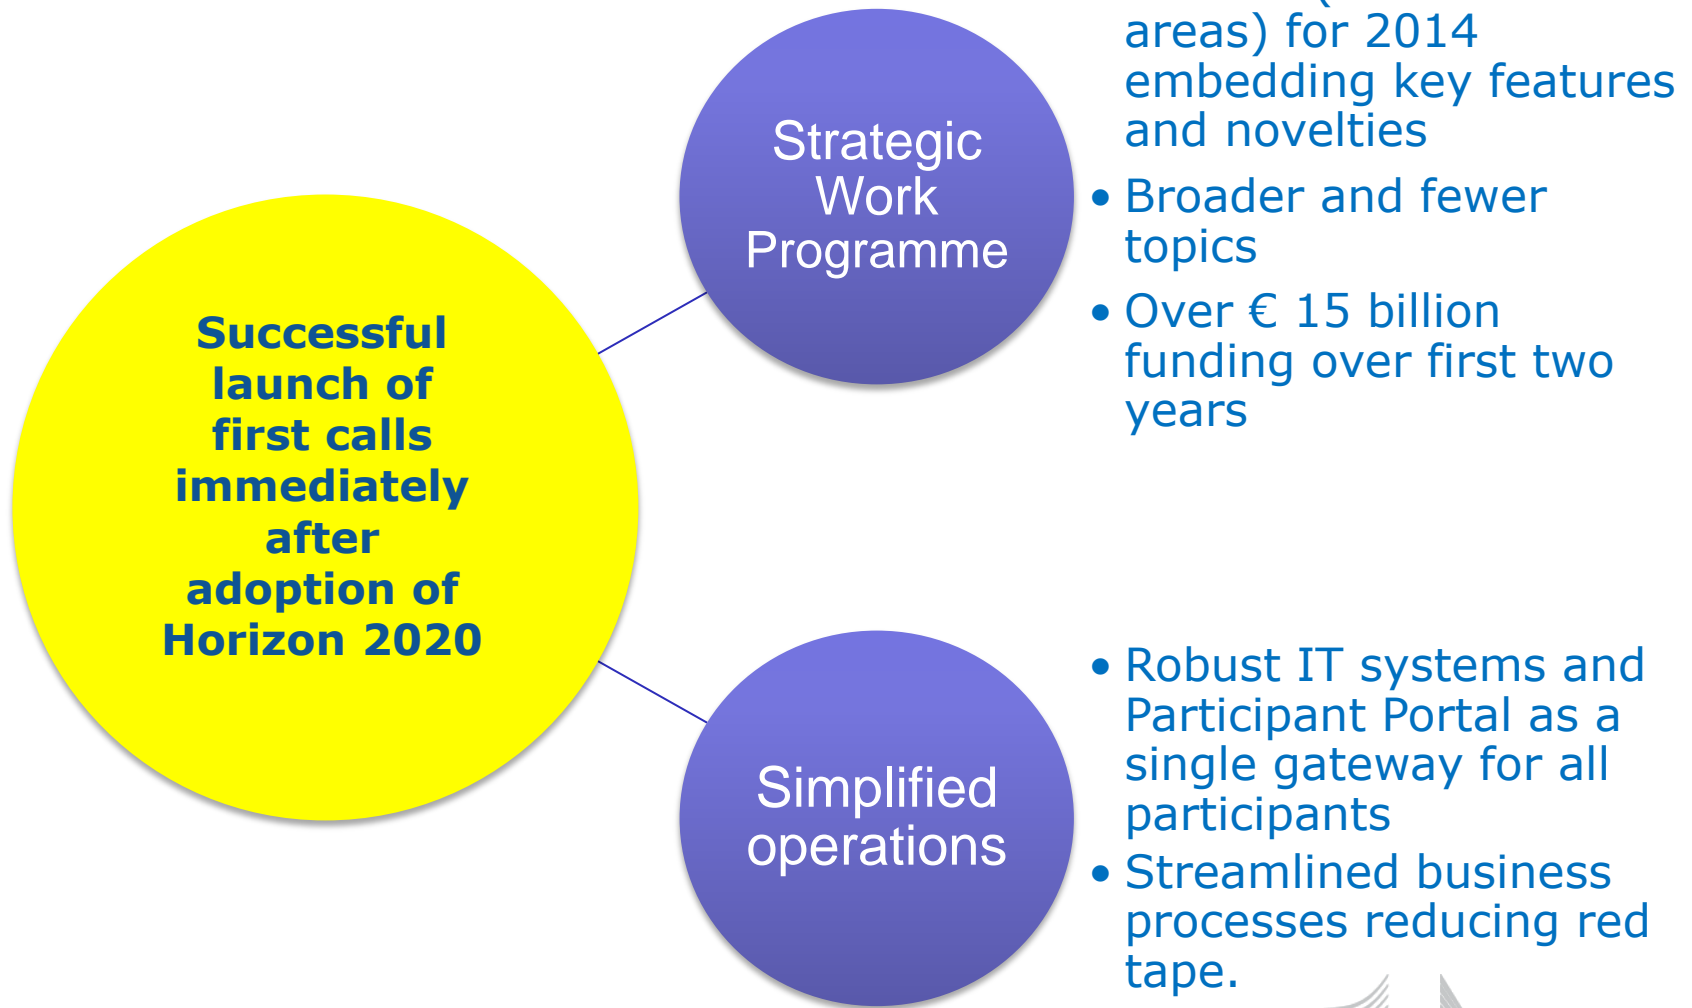 Successful
launch of
first calls
immediately
after
adoption of
Horizon 2020
Strategic
Work
Programme
areas) for 2014
embedding key features
and novelties
• Broader and fewer
topics
• Over € 15 billion
funding over first two
years
Simplified
operations
• Robust IT systems and
Participant Portal as a
single gateway for all
participants
• Streamlined business
processes reducing red
tape.